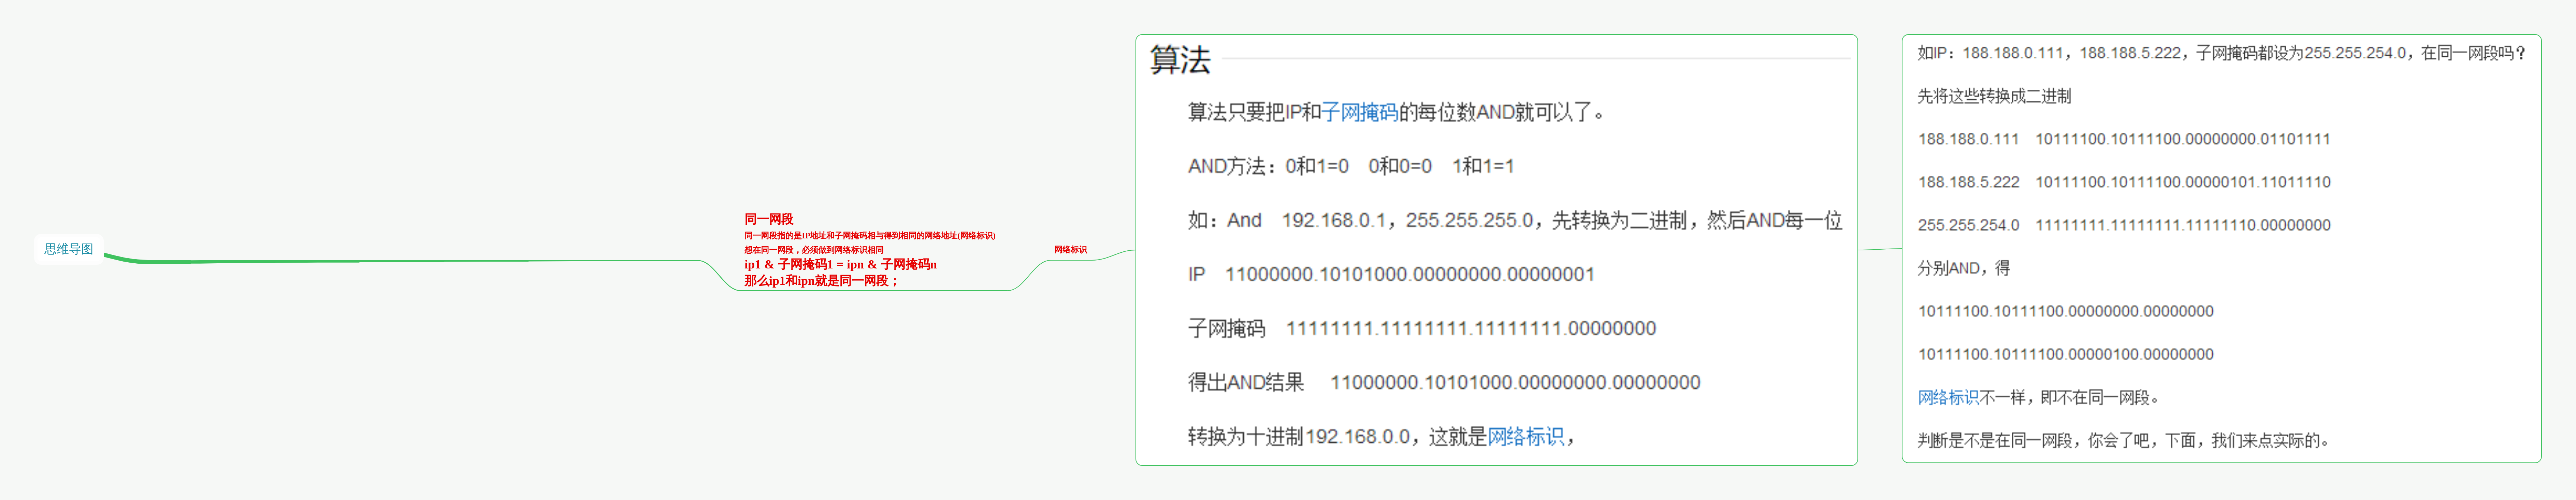 思维导图
同一网段
同一网段指的是IP地址和子网掩码相与得到相同的网络地址(网络标识)
想在同一网段，必须做到网络标识相同
ip1 & 子网掩码1 = ipn & 子网掩码n
那么ip1和ipn就是同一网段；
网络标识
算法
算法只要把IP和子网掩码的每位数AND就可以了。
AND方法：0和1=0　0和0=0　1和1=1
如：And　192.168.0.1，255.255.255.0，先转换为二进制，然后AND每一位
IP　11000000.10101000.00000000.00000001
子网掩码　11111111.11111111.11111111.00000000
得出AND结果　11000000.10101000.00000000.00000000
转换为十进制192.168.0.0，这就是网络标识，
如IP：188.188.0.111，188.188.5.222，子网掩码都设为255.255.254.0，在同一网段吗？
先将这些转换成二进制
188.188.0.111　10111100.10111100.00000000.01101111
188.188.5.222　10111100.10111100.00000101.11011110
255.255.254.0　11111111.11111111.11111110.00000000
分别AND，得
10111100.10111100.00000000.00000000
10111100.10111100.00000100.00000000
网络标识不一样，即不在同一网段。
判断是不是在同一网段，你会了吧，下面，我们来点实际的。